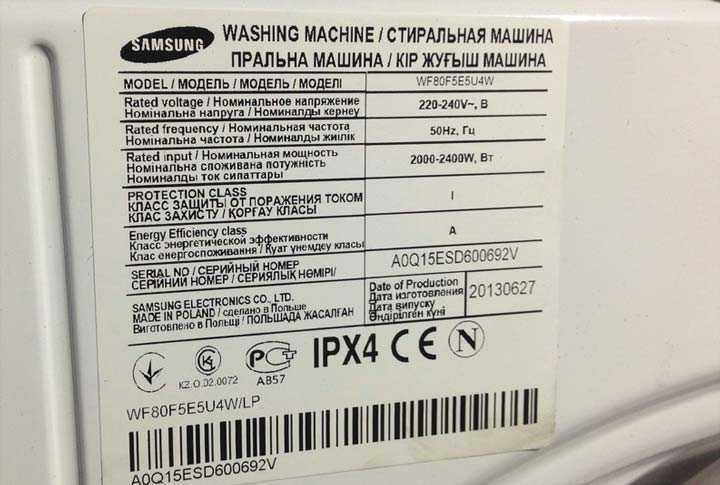 SAMSUNG
WASHING MACHINE / СТИРАЛЬНАЯ МАШИНА
ПРАЛЬНА МАШИНА / КІР ЖУҒЫШ МАШИНА
MODEL / МОДЕЛЬ / МОДЕЛЬ / МОДЕЛІ WF80F5E5U4W
Rated voltage / Номинальное напряжение
Номінальна напруга / Номиналды кернеу
220-240V~, В
Rated frequency / Номинальная частота
Номінальна частота / Номиналды жиілік
50Hz, Гц
Rated input / Номинальная мощность
Номінальна споживана потужність
Номиналды ток сипаттары
2000-2400W, Вт
PROTECTION CLASS
КЛАСС ЗАЩИТЫ ОТ ПОРАЖЕНИЯ ТОКОМ
КЛАС ЗАХИСТУ / ҚОРҒАУ КЛАСЫ
I
Energy Efficiency class
Класс энергетической эффективности
Клас енергоспоживання / Қуат үнемдеу класы
A
SERIAL NO / СЕРИЙНЫЙ НОМЕР
СЕРІЙНИЙ НОМЕР / СЕРИЯЛЫК НӨМІРІ/
A0Q15ESD600692V
SAMSUNG ELECTRONICS CO., LTD.
MADE IN POLAND / сделано в Польше
Виготовлено в Польщі / ПОЛЬШАДА ЖАСАЛҒАН
Date of Production
Дата изготовления
Дата випуску
Өндірілген күні
20130627
KZ.O.02.0072
АВ57
IPX4 CE N
WF80F5E5U4W/LP
A0Q15ESD600692V